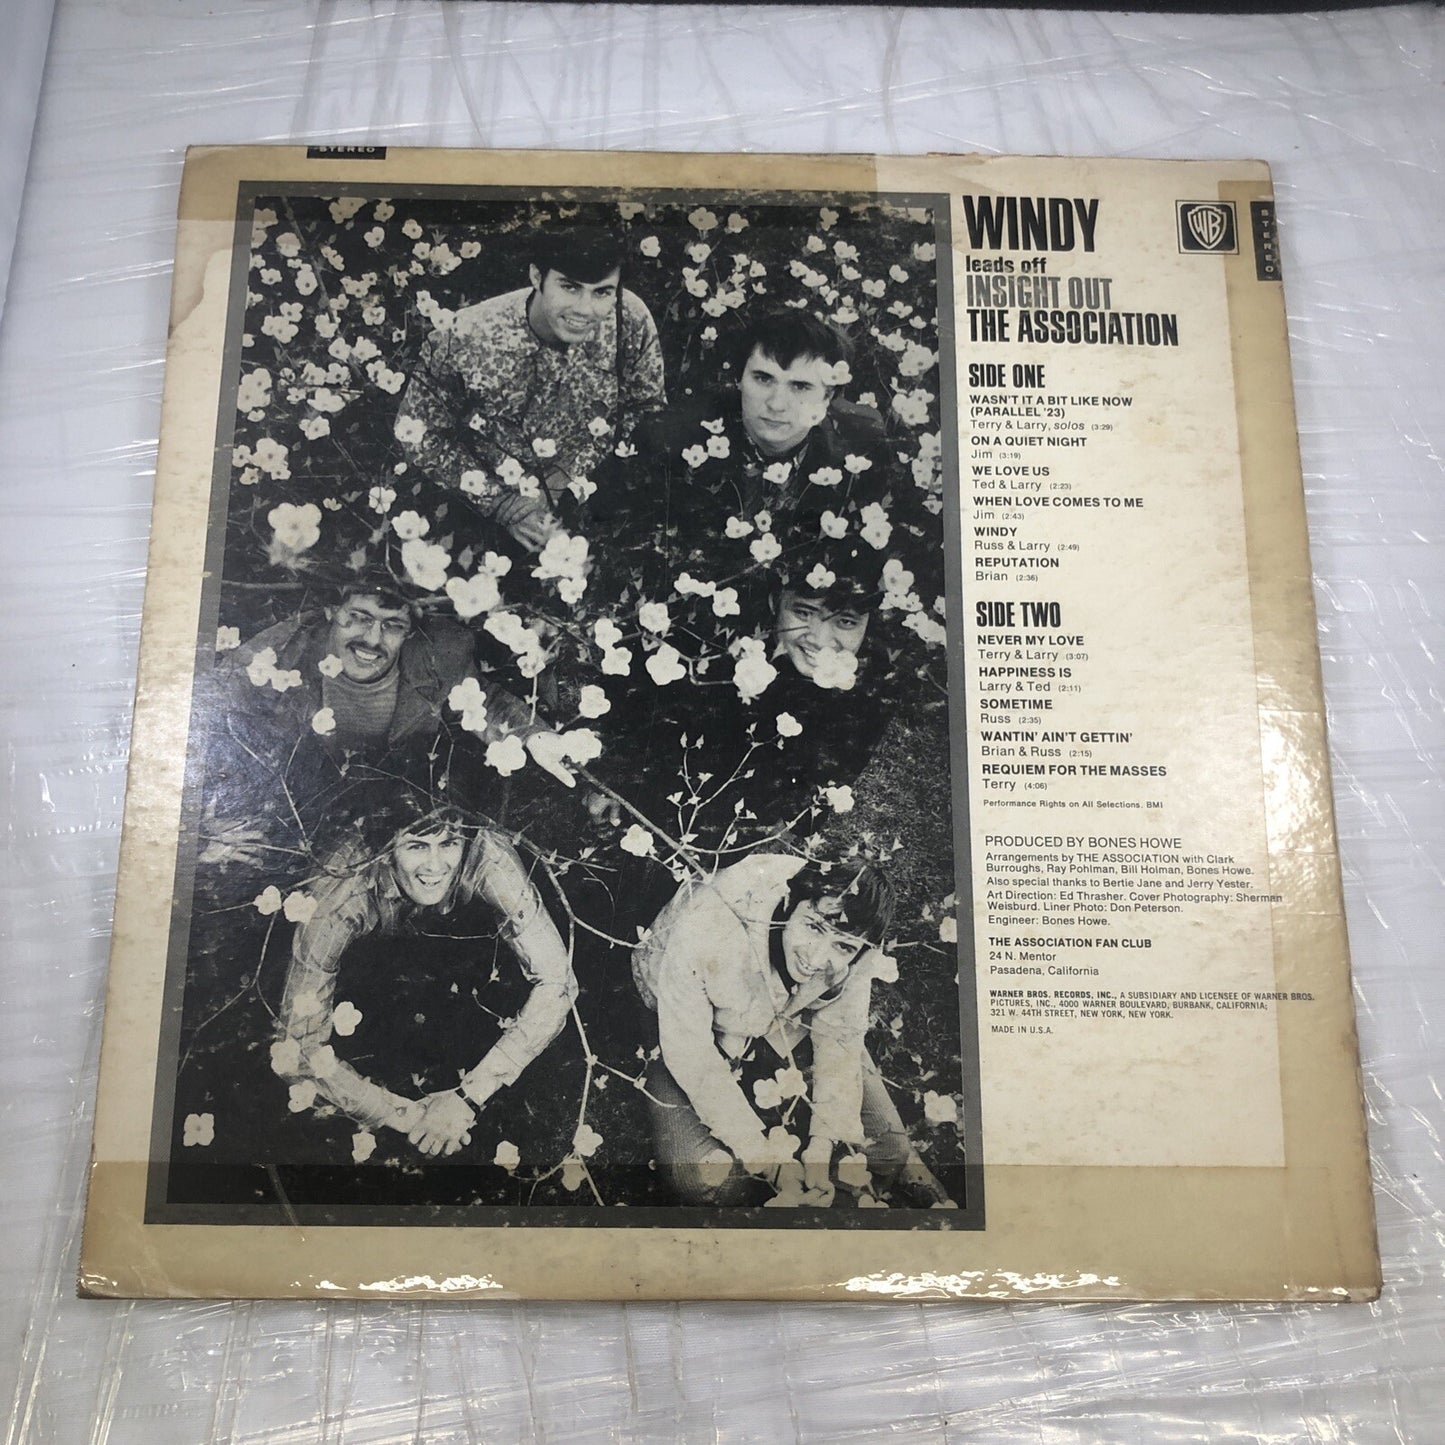 STEREO
WINDY
leads off
INSIGHT OUT
THE ASSOCIATION
WB
STEREO
SIDE ONE
WASN'T IT A BIT LIKE NOW
(PARALLEL '23)
Terry & Larry, solos (3:29)
ON A QUIET NIGHT
Jim (3:19)
WE LOVE US
Ted & Larry (2:23)
WHEN LOVE COMES TO ME
Jim (2:43)
WINDY
Russ & Larry (2:49)
REPUTATION
Brian (2:36)
SIDE TWO
NEVER MY LOVE
Terry & Larry (3:07)
HAPPINESS IS
Larry & Ted (2:11)
SOMETIME
Russ (2:35)
WANTIN' AIN'T GETTIN'
Brian & Russ (2:15)
REQUIEM FOR THE MASSES
Terry (4:06)
Performance Rights on All Selections, BMI
PRODUCED BY BONES HOWE
Arrangements by THE ASSOCIATION with Clark
Burroughs, Ray Pohlman, Bill Holman, Bones Howe.
Also special thanks to Bertie Jane and Jerry Yester.
Art Direction: Ed Thrasher. Cover Photography: Sherman
Weisburd. Liner Photo: Don Peterson.
Engineer: Bones Howe.
THE ASSOCIATION FAN CLUB
24 N. Mentor
Pasadena, California
WARNER BROS. RECORDS, INC., A SUBSIDIARY AND LICENSEE OF WARNER BROS.
PICTURES, INC., 4000 WARNER BOULEVARD, BURBANK, CALIFORNIA;
321 W. 44TH STREET, NEW YORK, NEW YORK.
MADE IN U.S.A.